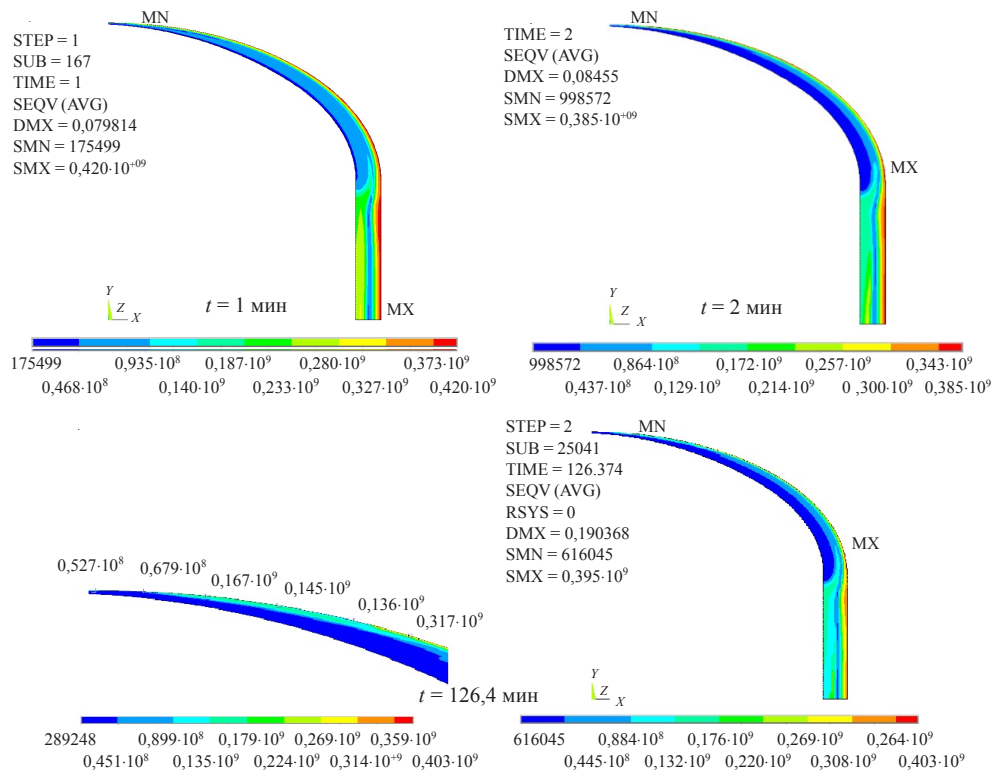 MN
STEP = 1
SUB = 167
TIME = 1
SEQV (AVG)
DMX = 0,079814
SMN = 175499
SMX = 0,420·10⁺⁰⁹
Y
Z
X
t = 1 мин
MX
175499 0,935·10⁸ 0,187·10⁹ 0,280·10⁹ 0,373·10⁹
0,468·10⁸ 0,140·10⁹ 0,233·10⁹ 0,327·10⁹ 0,420·10⁹
MN
TIME = 2
SEQV (AVG)
DMX = 0,08455
SMN = 998572
SMX = 0,385·10⁺⁰⁹
MX
Y
Z
X
t = 2 мин
998572 0,864·10⁸ 0,172·10⁹ 0,257·10⁹ 0,343·10⁹
0,437·10⁸ 0,129·10⁹ 0,214·10⁹ 0 ,300·10⁹ 0,385·10⁹
0,527·10⁸
0,679·10⁸
0,167·10⁹
0,145·10⁹
0,136·10⁹
0,317·10⁹
t = 126,4 мин
289248 0,899·10⁸ 0,179·10⁹ 0,269·10⁹ 0,359·10⁹
0,451·10⁸ 0,135·10⁹ 0,224·10⁹ 0,314·10⁺⁹ 0,403·10⁹
STEP = 2
MN
SUB = 25041
TIME = 126.374
SEQV (AVG)
RSYS = 0
DMX = 0,190368
SMN = 616045
SMX = 0,395·10⁹
MX
Y
Z
X
616045 0,884·10⁸ 0,176·10⁹ 0,269·10⁹ 0,264·10⁹
0,445·10⁸ 0,132·10⁹ 0,220·10⁹ 0,308·10⁹ 0,403·10⁹